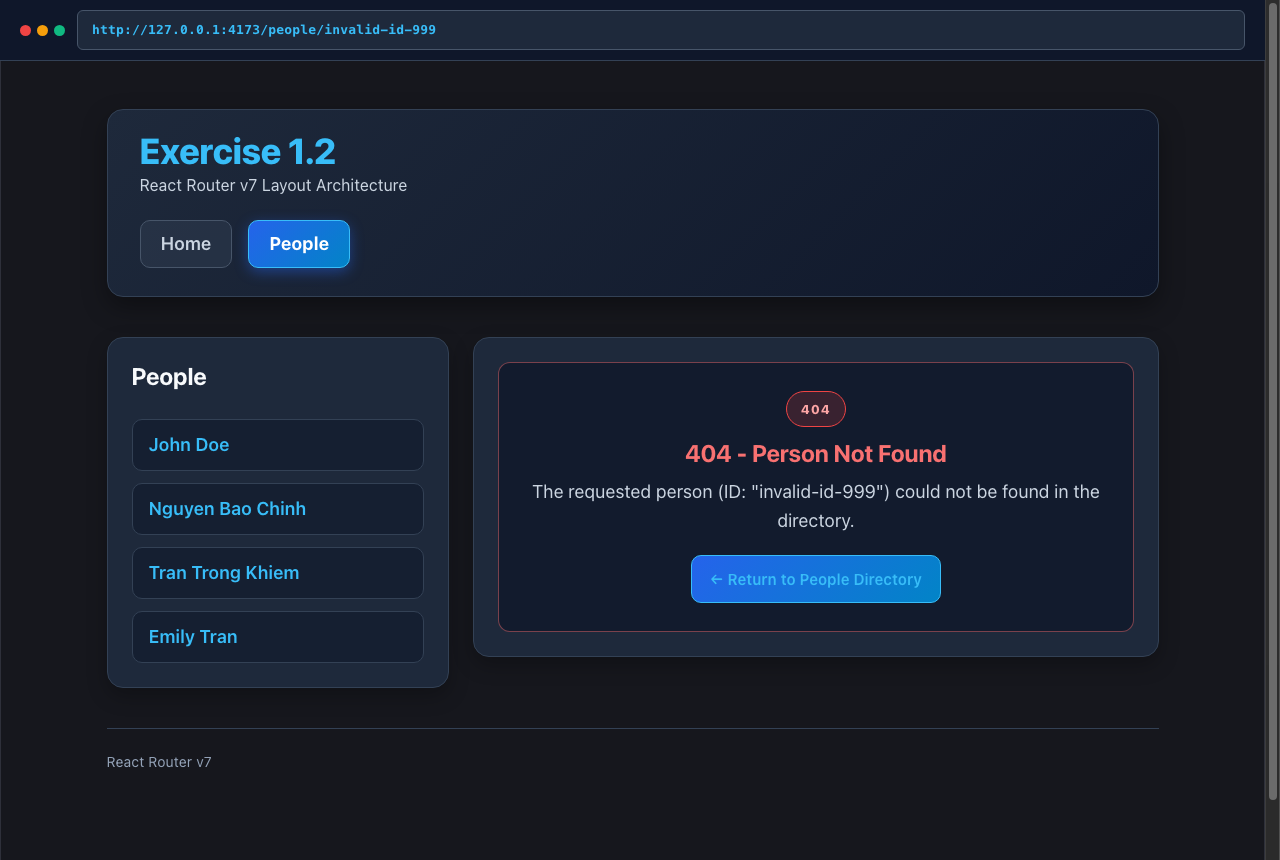 http://127.0.0.1:4173/people/invalid-id-999
Exercise 1.2
React Router v7 Layout Architecture
Home
People
People
John Doe
Nguyen Bao Chinh
Tran Trong Khiem
Emily Tran
404
404 - Person Not Found
The requested person (ID: "invalid-id-999") could not be found in the
directory.
← Return to People Directory
React Router v7